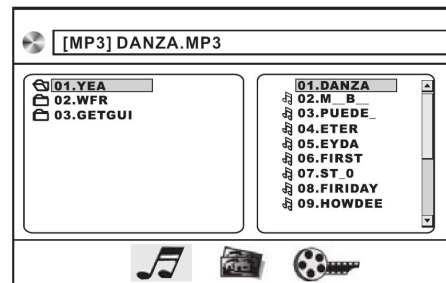 [MP3] DANZA.MP3
01.YEA
02.WFR
03.GETGUI
01.DANZA
02.M__B__
03.PUEDE_
04.ETER
05.EYDA
06.FIRST
07.ST_0
08.FIRIDAY
09.HOWDEE